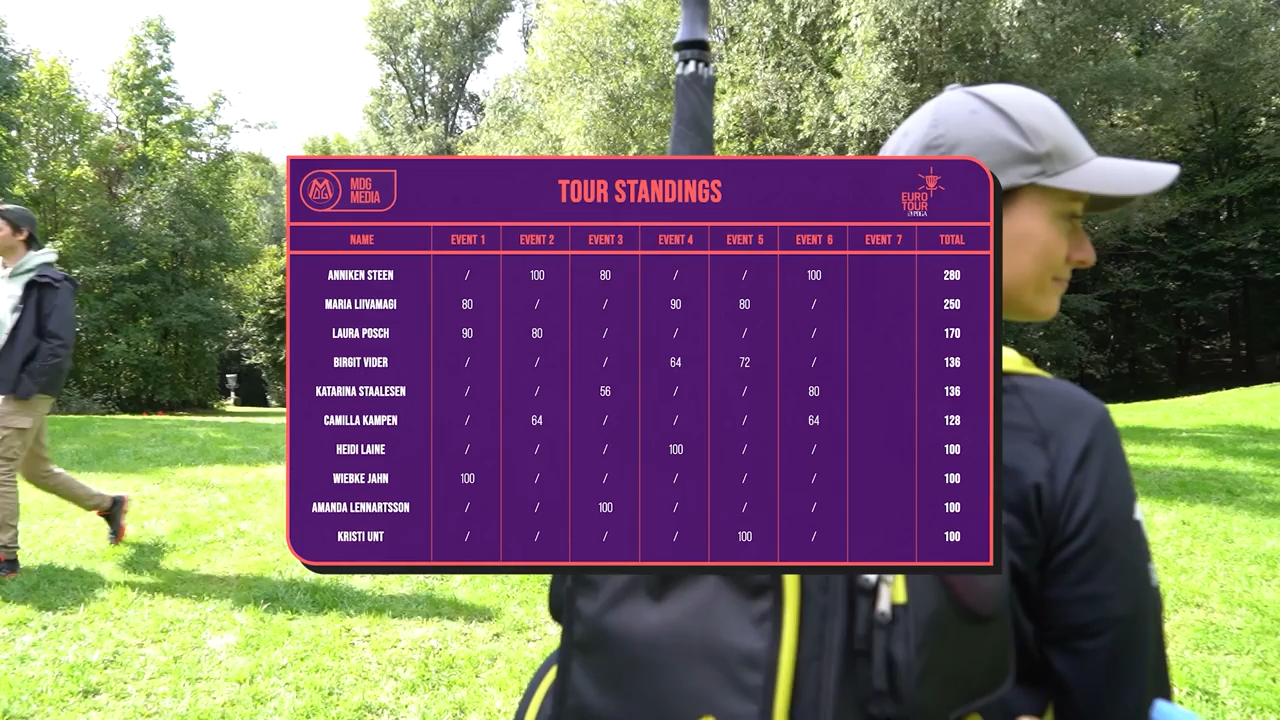 MDG
MEDIA
TOUR STANDINGS
EURO
TOUR
NAME EVENT 1 EVENT 2 EVENT 3 EVENT 4 EVENT 5 EVENT 6 EVENT 7 TOTAL
ANNIKEN STEEN / 100 80 / / 100 280
MARIA LIIVAMAGI 80 / / 90 80 / 250
LAURA POSCH 90 80 / / / / 170
BIRGIT VIDER / / / 64 72 / 136
KATARINA STAALESEN / / 56 / / 80 136
CAMILLA KAMPEN / 64 / / / 64 128
HEIDI LAINE / / / 100 / / 100
WIEBKE JAHN 100 / / / / / 100
AMANDA LENNARTSSON / / 100 / / / 100
KRISTI UNT / / / / 100 / 100